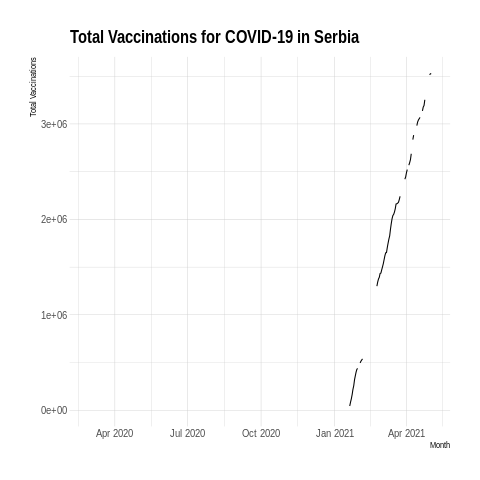 Total Vaccinations for COVID-19 in Serbia
Total Vaccinations
3e+06
2e+06
1e+06
0e+00
Apr 2020 Jul 2020 Oct 2020 Jan 2021 Apr 2021
Month